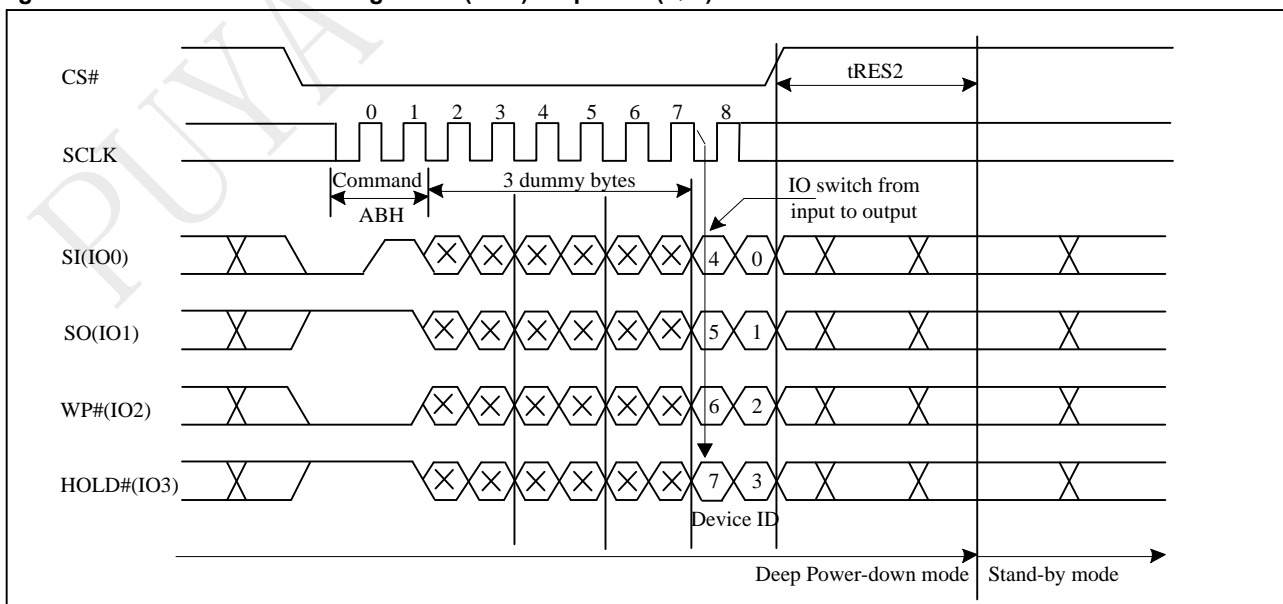 CS#
tRES2
0 1 2 3 4 5 6 7 8
SCLK
Command
3 dummy bytes
IO switch from
input to output
ABH
SI(IO0)
4 0
SO(IO1)
5 1
WP#(IO2)
6 2
HOLD#(IO3)
7 3
Device ID
Deep Power-down mode
Stand-by mode
PUYA